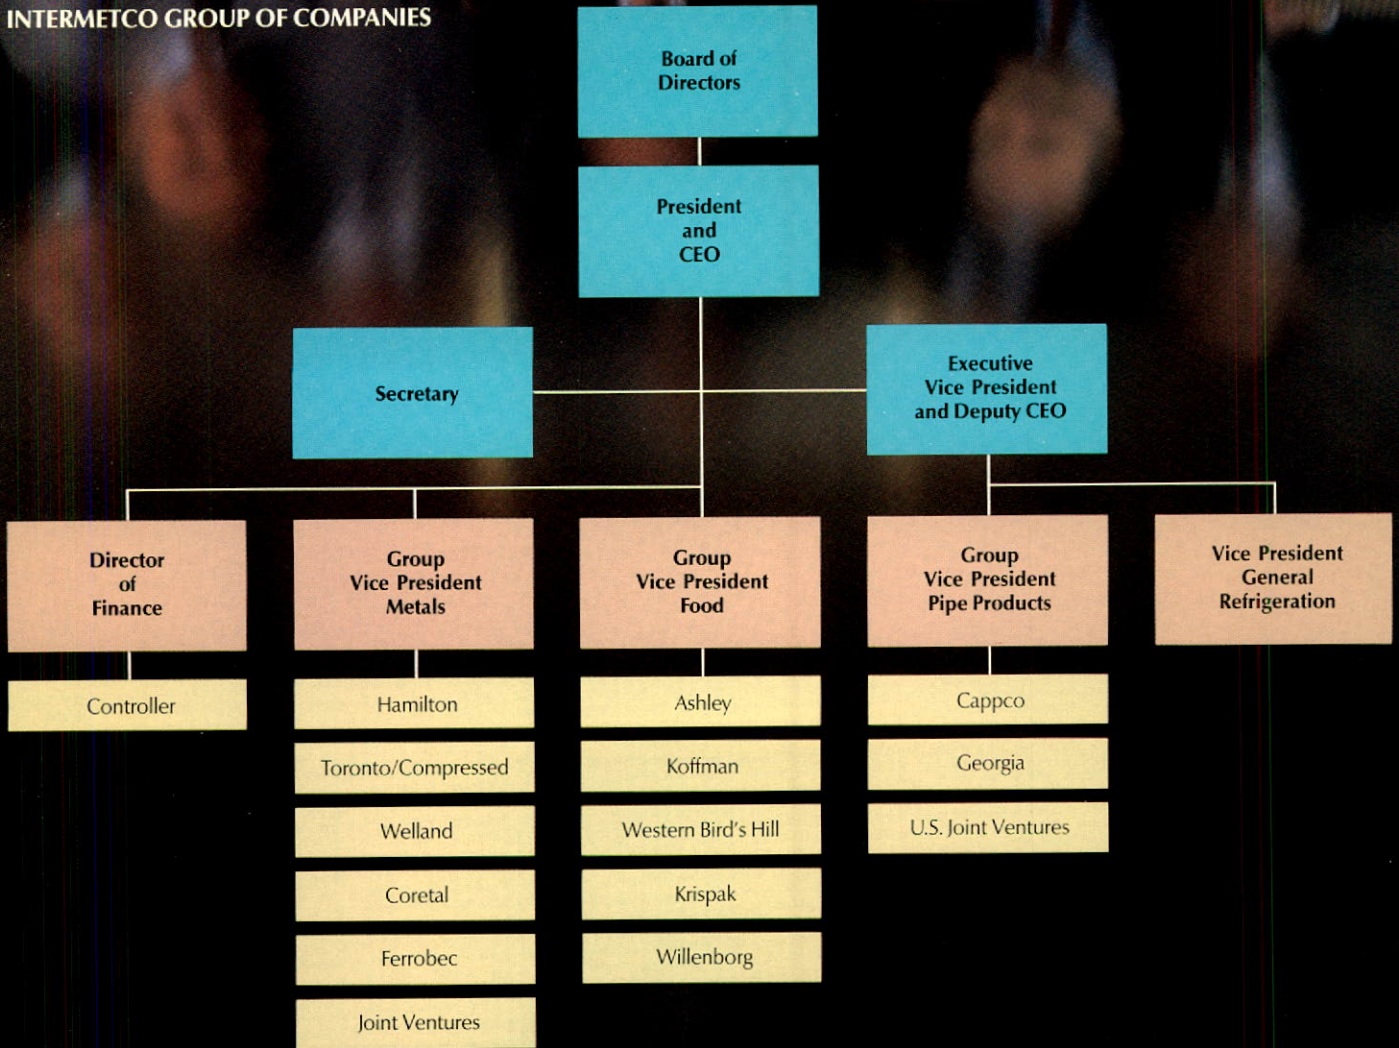 INTERMETCO GROUP OF COMPANIES
Board of
Directors
President
and
CEO
Secretary
Executive
Vice President
and Deputy CEO
Director
of
Finance
Group
Vice President
Metals
Group
Vice President
Food
Group
Vice President
Pipe Products
Vice President
General
Refrigeration
Controller
Hamilton
Toronto/Compressed
Welland
Coretal
Ferrobec
Joint Ventures
Ashley
Koffman
Western Bird's Hill
Krispak
Willenborg
Cappco
Georgia
U.S. Joint Ventures